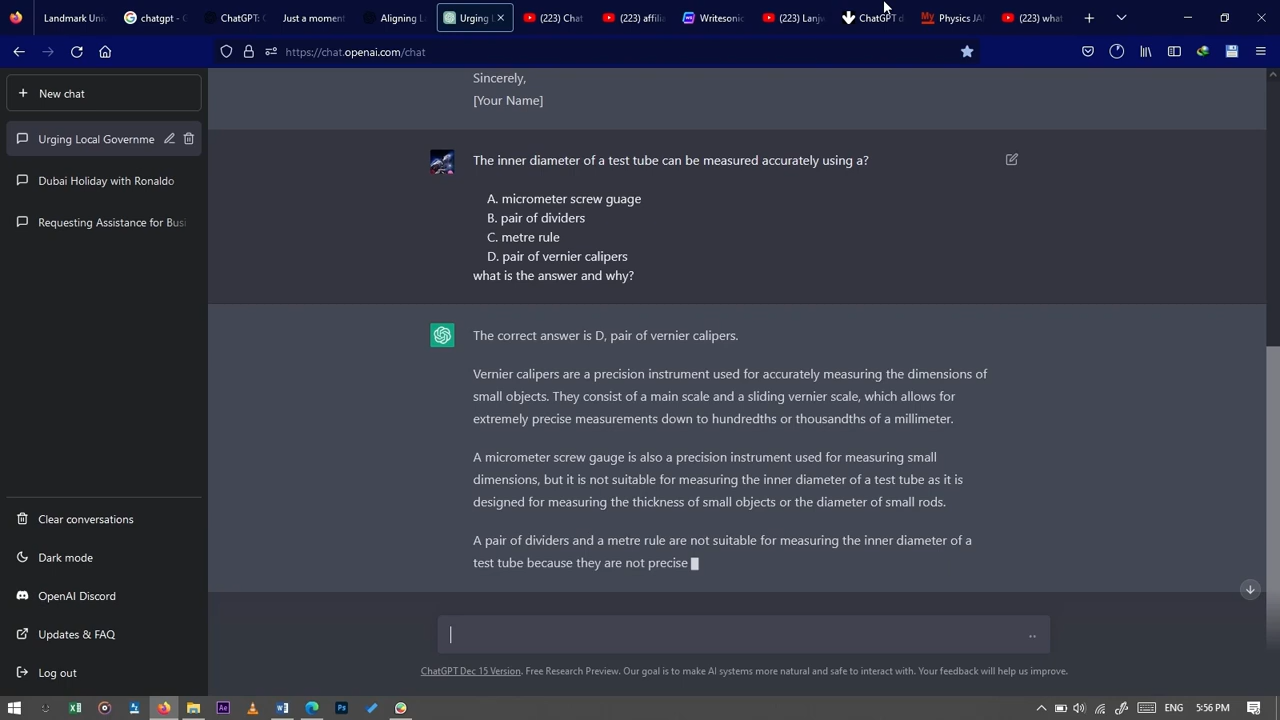 Landmark Univ
gpt - G
ChatGPT: O
Just a moment
Aligning La
Urging L
(223) Chat
(223) affilia
Writesonic
(223) Lanjw
ChatGPT d
My Physics JA
(223) what
https://chat.openai.com/chat
New chat
Urging Local Governme
Dubai Holiday with Ronaldo
Requesting Assistance for Busi
Clear conversations
Dark mode
OpenAI Discord
Updates & FAQ
Log out
Sincerely,
[Your Name]
The inner diameter of a test tube can be measured accurately using a?
A. micrometer screw guage
B. pair of dividers
C. metre rule
D. pair of vernier calipers
what is the answer and why?
The correct answer is D, pair of vernier calipers.
Vernier calipers are a precision instrument used for accurately measuring the dimensions of
small objects. They consist of a main scale and a sliding vernier scale, which allows for
extremely precise measurements down to hundredths or thousandths of a millimeter.
A micrometer screw gauge is also a precision instrument used for measuring small
dimensions, but it is not suitable for measuring the inner diameter of a test tube as it is
designed for measuring the thickness of small objects or the diameter of small rods.
A pair of dividers and a metre rule are not suitable for measuring the inner diameter of a
test tube because they are not precise
ChatGPT Dec 15 Version. Free Research Preview. Our goal is to make AI systems more natural and safe to interact with. Your feedback will help us improve.
ENG 5:56 PM